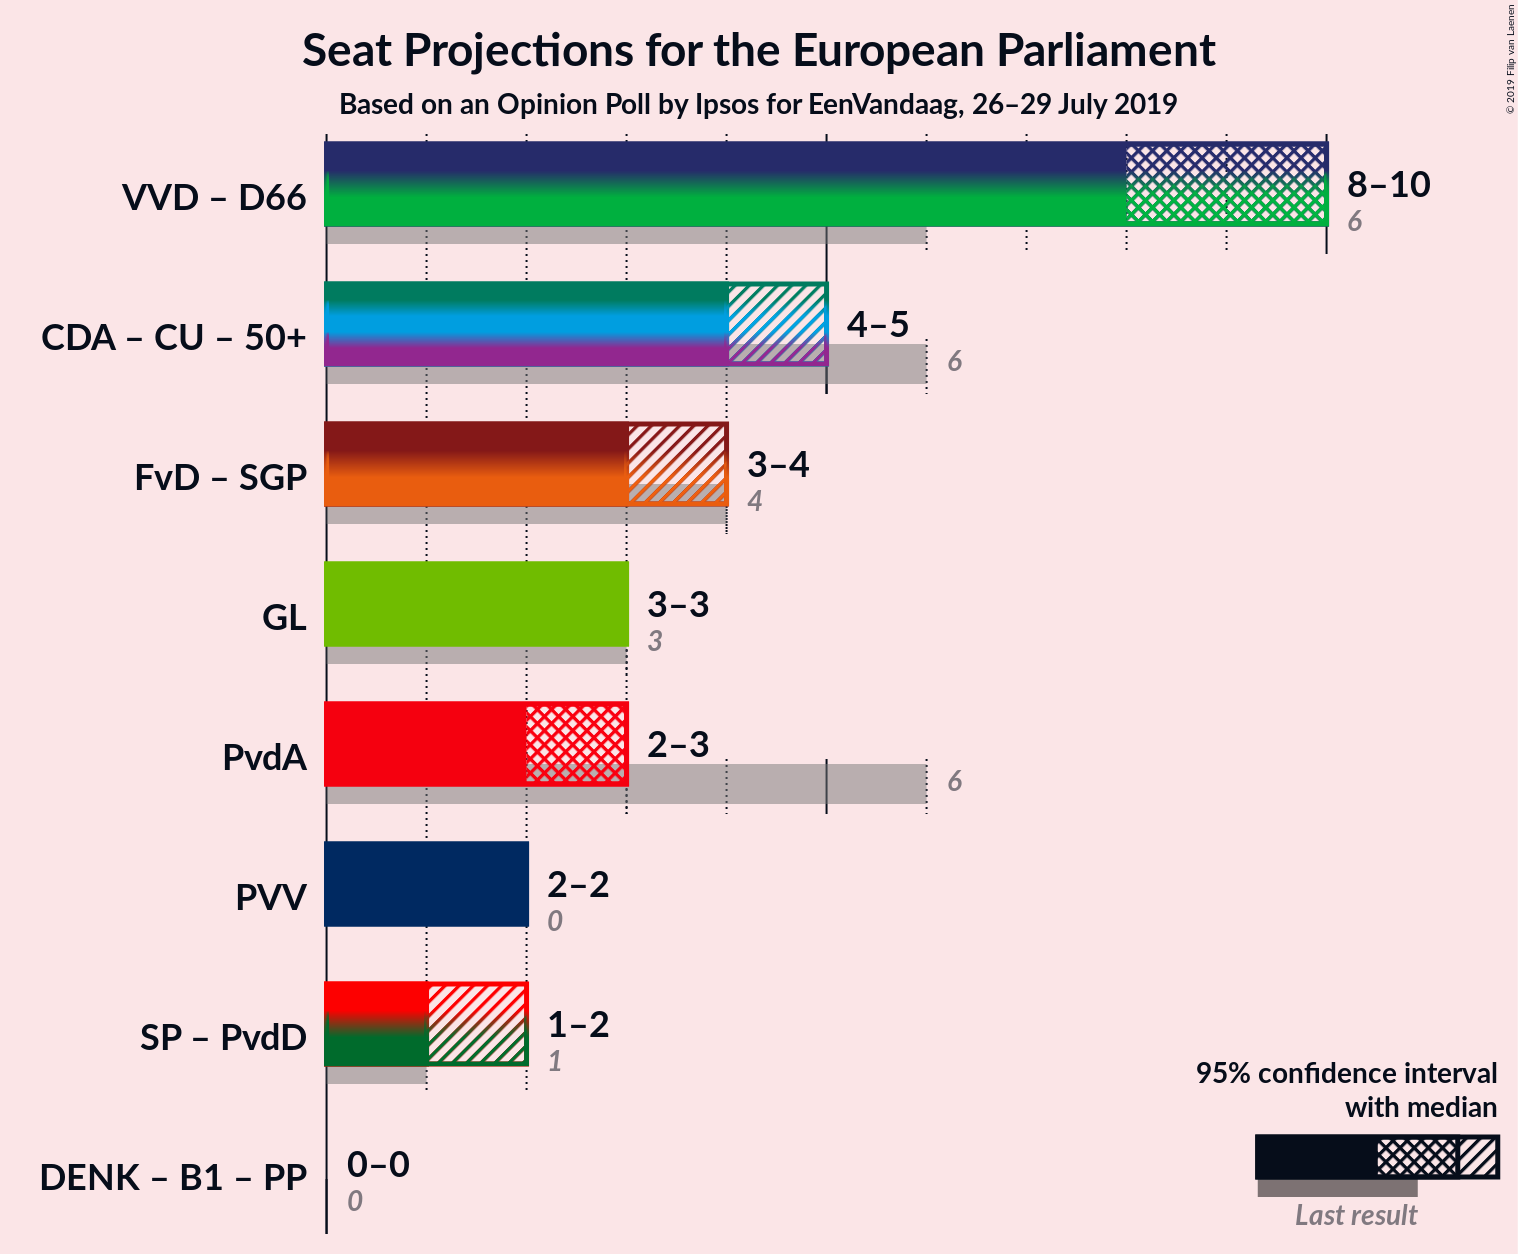 Seat Projections for the European Parliament
Based on an Opinion Poll by Ipsos for EenVandaag, 26–29 July 2019
© 2019 Filip van Laenen
VVD – D66
8–10
6
CDA – CU – 50+
4–5
6
FvD – SGP
3–4
4
GL
3–3
3
PvdA
2–3
6
PVV
2–2
0
SP – PvdD
1–2
1
DENK – B1 – PP
0–0
0
95% confidence interval
with median
Last result